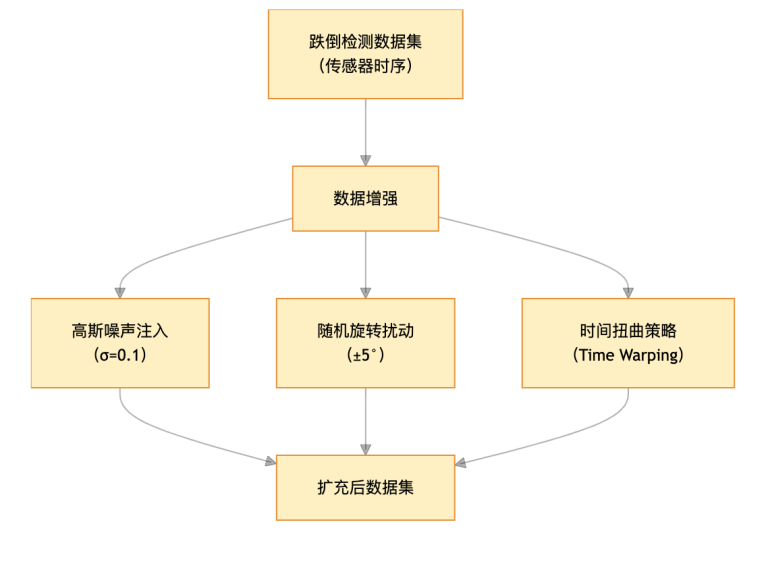 跌倒检测数据集
（传感器时序）
数据增强
高斯噪声注入
（σ=0.1）
随机旋转扰动
（±5°）
时间扭曲策略
（Time Warping）
扩充后数据集